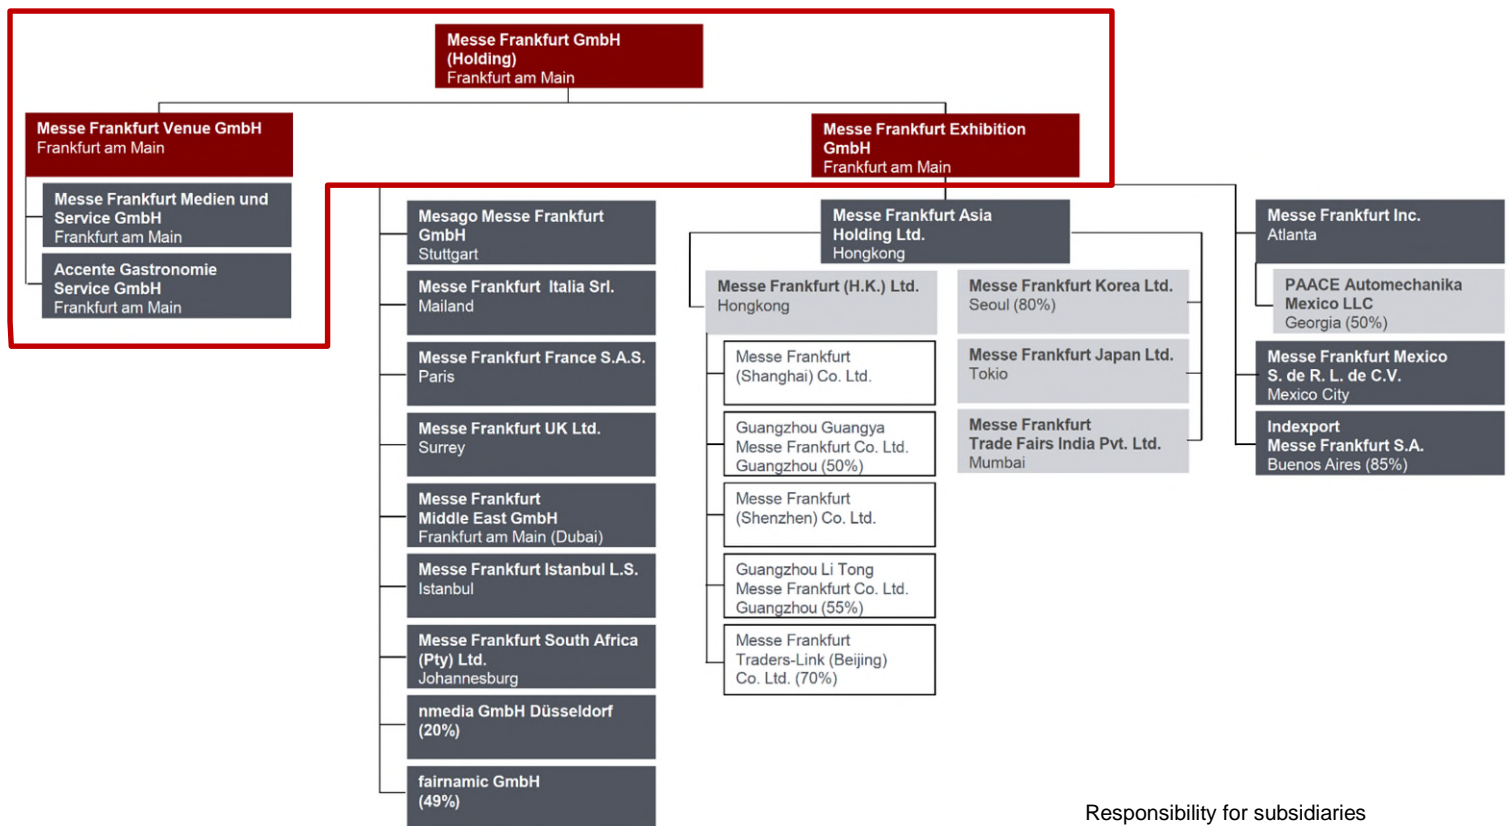 Messe Frankfurt GmbH
(Holding)
Frankfurt am Main
Messe Frankfurt Venue GmbH
Frankfurt am Main
Messe Frankfurt Exhibition
GmbH
Frankfurt am Main
Messe Frankfurt Medien und
Service GmbH
Frankfurt am Main
Accente Gastronomie
Service GmbH
Frankfurt am Main
Mesago Messe Frankfurt
GmbH
Stuttgart
Messe Frankfurt Italia Srl.
Mailand
Messe Frankfurt France S.A.S.
Paris
Messe Frankfurt UK Ltd.
Surrey
Messe Frankfurt
Middle East GmbH
Frankfurt am Main (Dubai)
Messe Frankfurt Istanbul L.S.
Istanbul
Messe Frankfurt South Africa
(Pty) Ltd.
Johannesburg
nmedia GmbH Düsseldorf
(20%)
fairnamic GmbH
(49%)
Messe Frankfurt Asia
Holding Ltd.
Hongkong
Messe Frankfurt (H.K.) Ltd.
Hongkong
Messe Frankfurt
(Shanghai) Co. Ltd.
Guangzhou Guangya
Messe Frankfurt Co. Ltd.
Guangzhou (50%)
Messe Frankfurt
(Shenzhen) Co. Ltd.
Guangzhou Li Tong
Messe Frankfurt Co. Ltd.
Guangzhou (55%)
Messe Frankfurt
Traders-Link (Beijing)
Co. Ltd. (70%)
Messe Frankfurt Korea Ltd.
Seoul (80%)
Messe Frankfurt Japan Ltd.
Tokio
Messe Frankfurt
Trade Fairs India Pvt. Ltd.
Mumbai
Messe Frankfurt Inc.
Atlanta
PAACE Automechanika
Mexico LLC
Georgia (50%)
Messe Frankfurt Mexico
S. de R. L. de C.V.
Mexico City
Indexport
Messe Frankfurt S.A.
Buenos Aires (85%)
Responsibility for subsidiaries